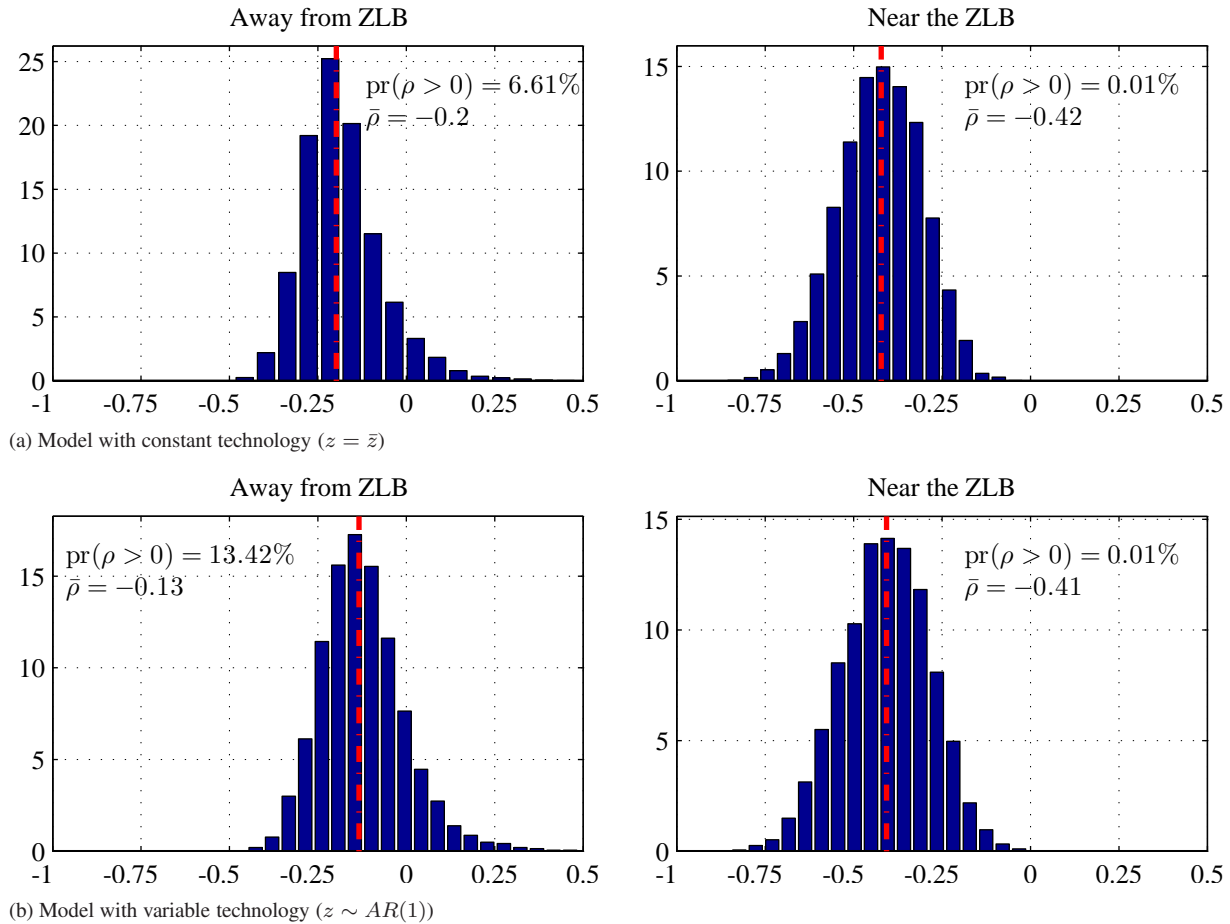 Away from ZLB
25
20
15
10
5
0
-1 -0.75 -0.5 -0.25 0 0.25 0.5
pr(ρ > 0) = 6.61%
ρ̄ = −0.2
Near the ZLB
15
10
5
0
-1 -0.75 -0.5 -0.25 0 0.25 0.5
pr(ρ > 0) = 0.01%
ρ̄ = −0.42
(a) Model with constant technology (z = z̄)
Away from ZLB
15
10
5
0
-1 -0.75 -0.5 -0.25 0 0.25 0.5
pr(ρ > 0) = 13.42%
ρ̄ = −0.13
Near the ZLB
15
10
5
0
-1 -0.75 -0.5 -0.25 0 0.25 0.5
pr(ρ > 0) = 0.01%
ρ̄ = −0.41
(b) Model with variable technology (z ∼ AR(1))